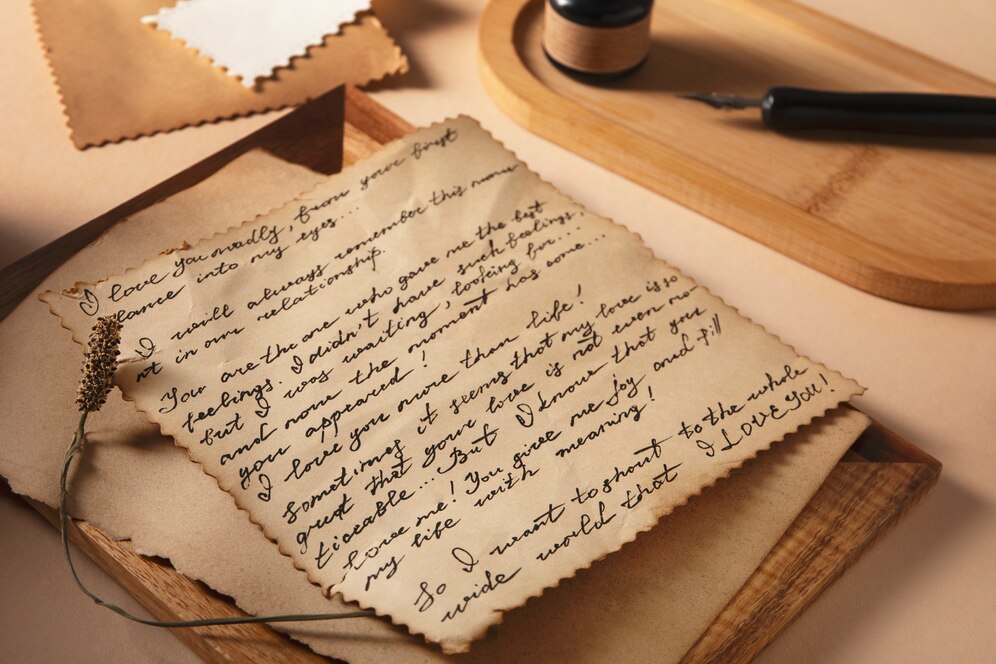 I love you madly, from your first
glance into my eyes...
I will always remember this mome
nt in our relationship.
You are the one who gave me the best
feelings. I didn't have such feelings,
but I was waiting, looking for...
and now the moment has come...
you appeared!
I love you more than life!
Sometimes it seems that my love is so
great that your love is not even no-
ticeable... But I know that you
love me! You give me joy and fill
my life with meaning!
So I want to shout to the whole
wide world that I LOVE YOU!